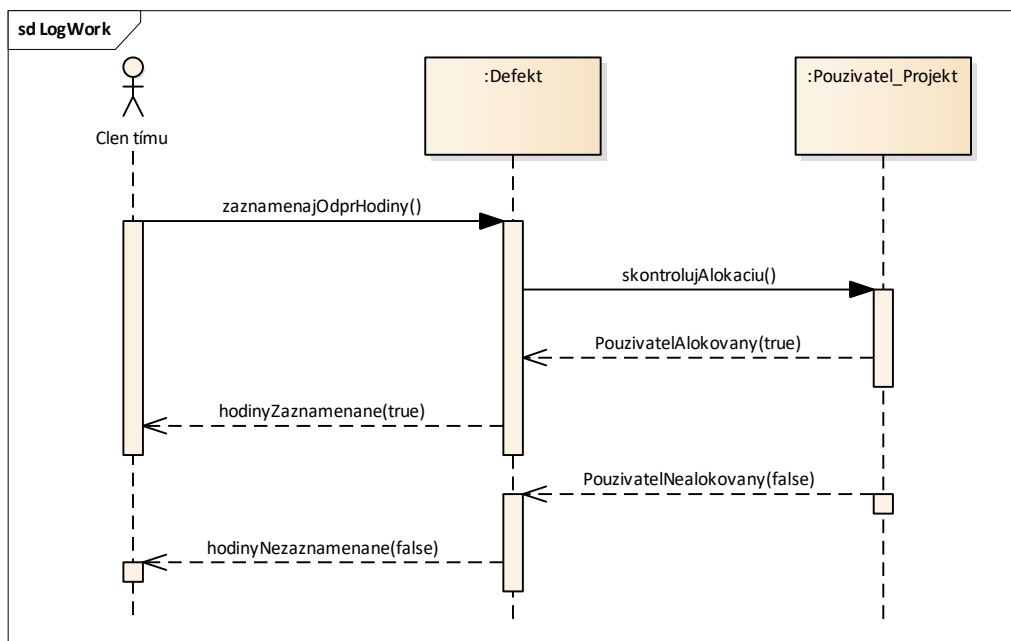 sd LogWork
Clen tímu
:Defekt
:Pouzivatel_Projekt
zaznamenajOdprHodiny()
skontrolujAlokaciu()
PouzivatelAlokovany(true)
hodinyZaznamenane(true)
PouzivatelNealokovany(false)
hodinyNezaznamenane(false)